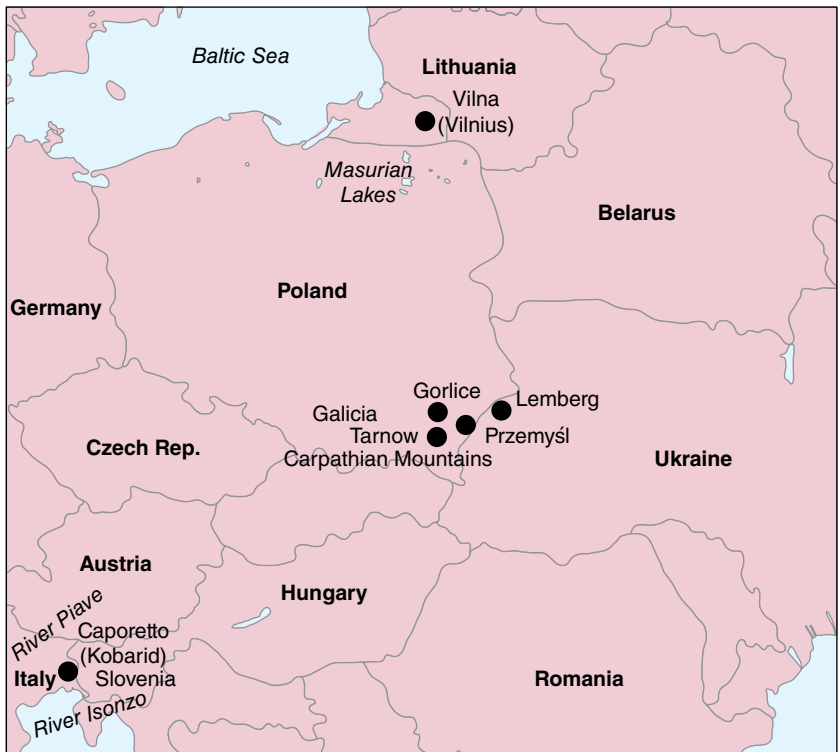 Baltic Sea
Lithuania
Vilna
(Vilnius)
Masurian
Lakes
Belarus
Poland
Germany
Gorlice
Lemberg
Galicia
Tarnow
Przemyśl
Carpathian Mountains
Czech Rep.
Ukraine
Austria
Hungary
River Piave
Caporetto
(Kobarid)
Italy
Slovenia
Romania
River Isonzo